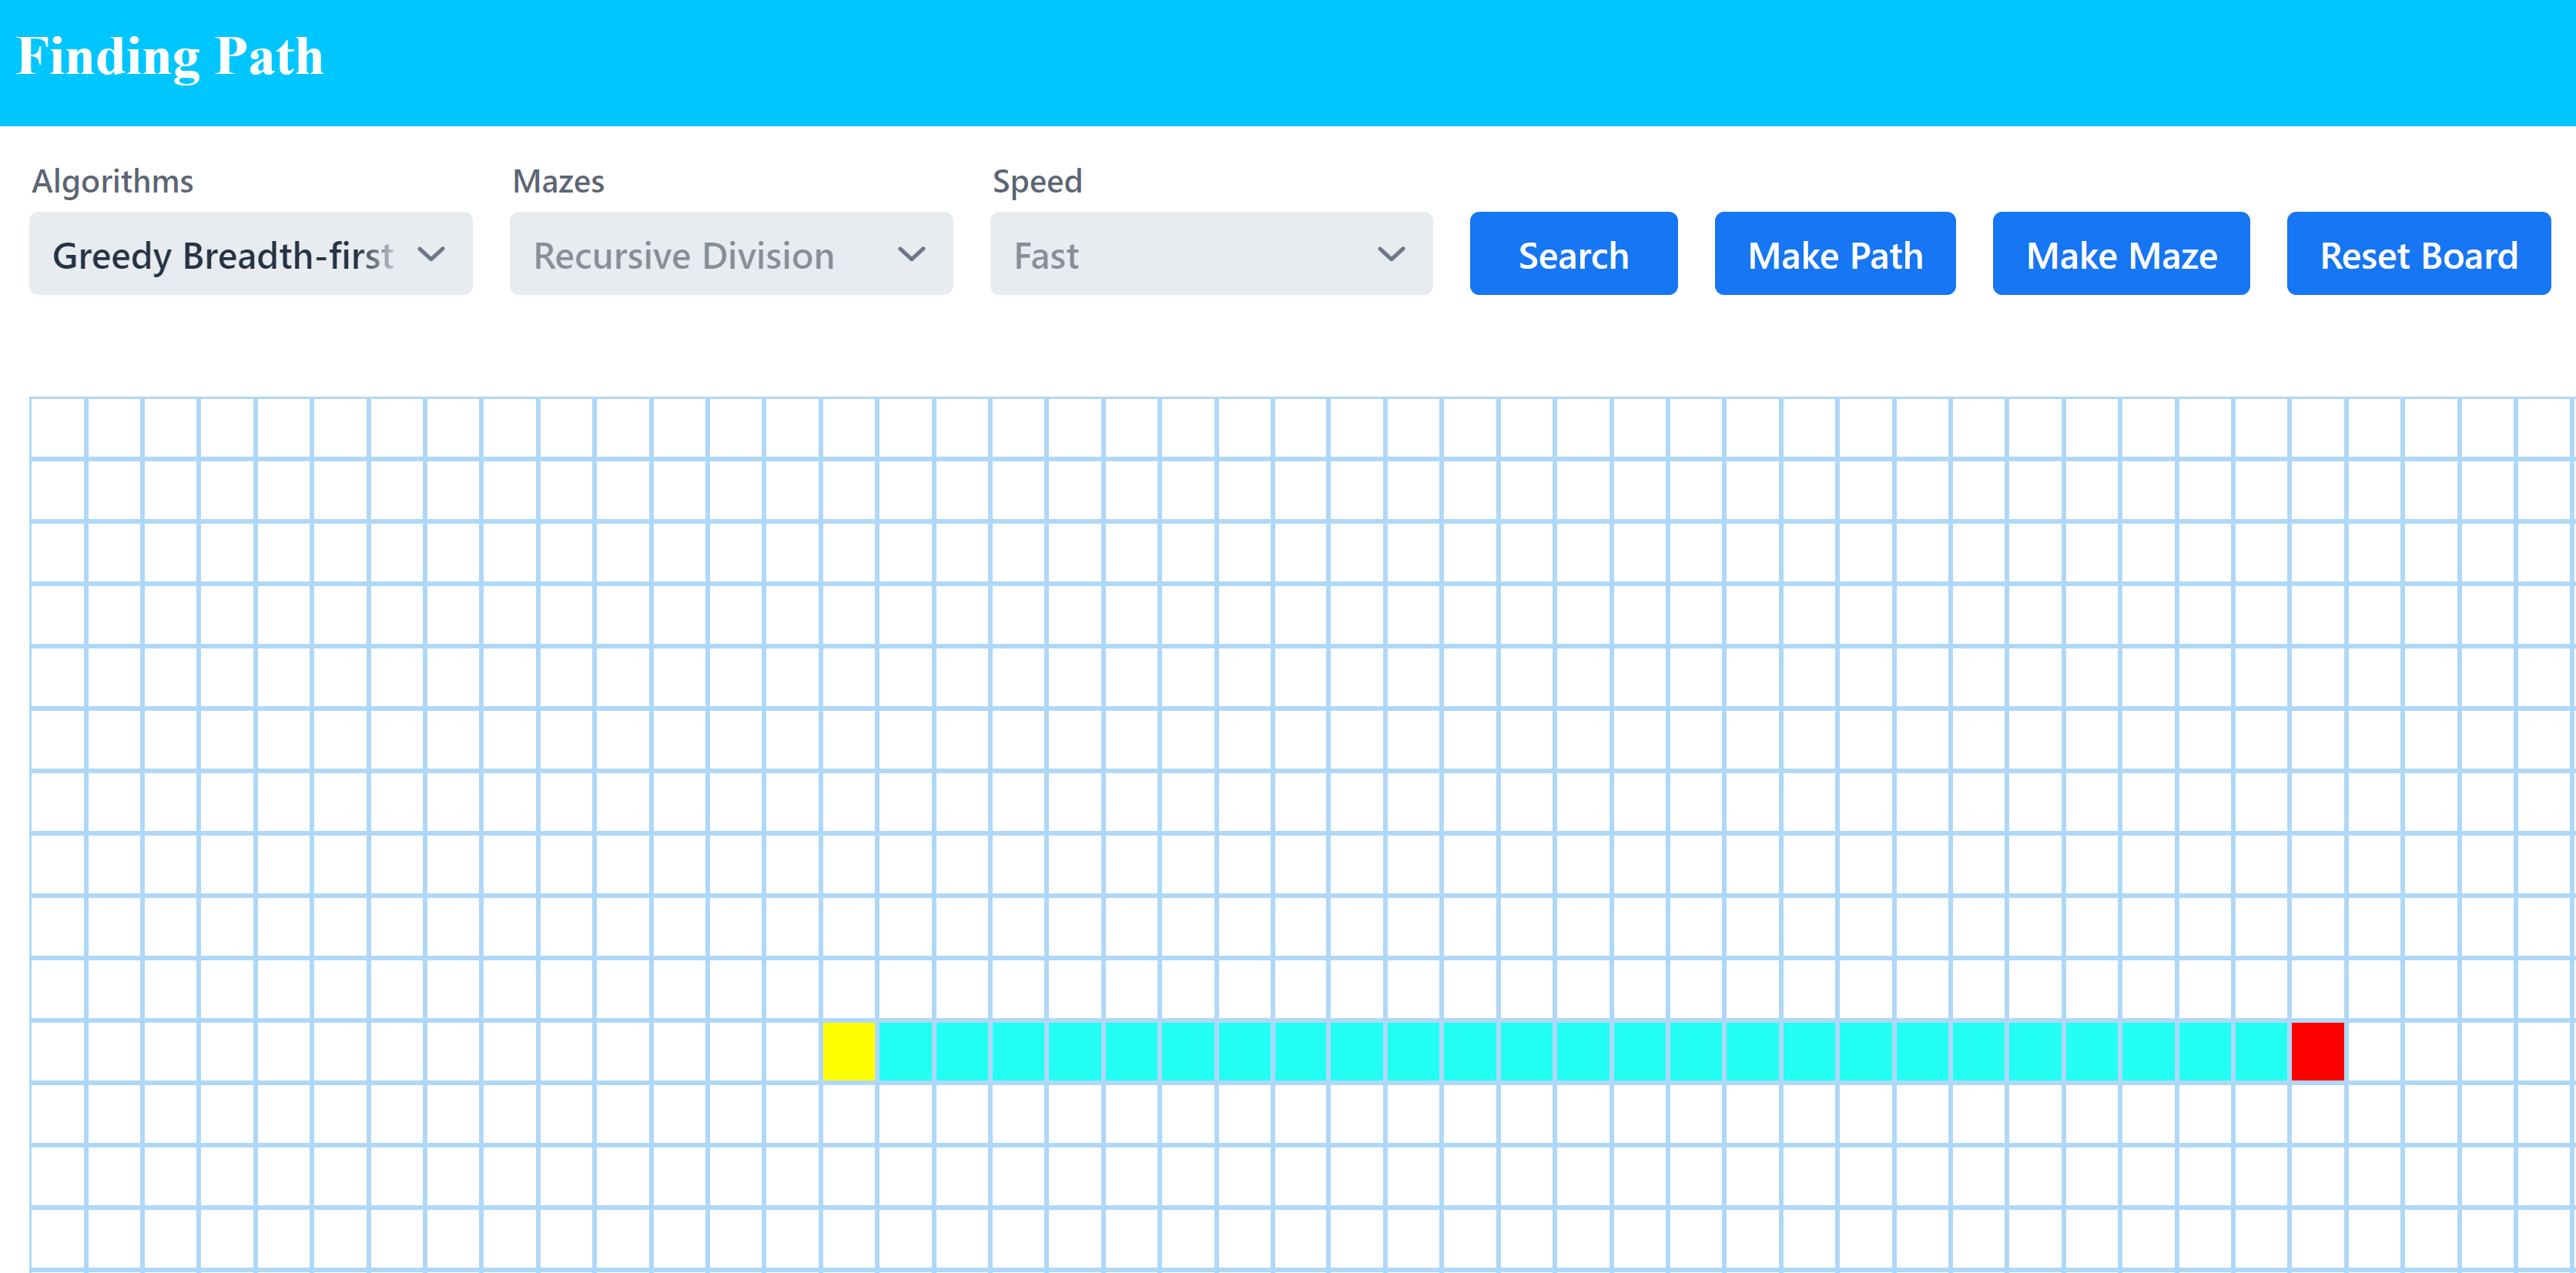 Finding Path
Algorithms Mazes Speed
Greedy Breadth-first Recursive Division Fast Search Make Path Make Maze Reset Board